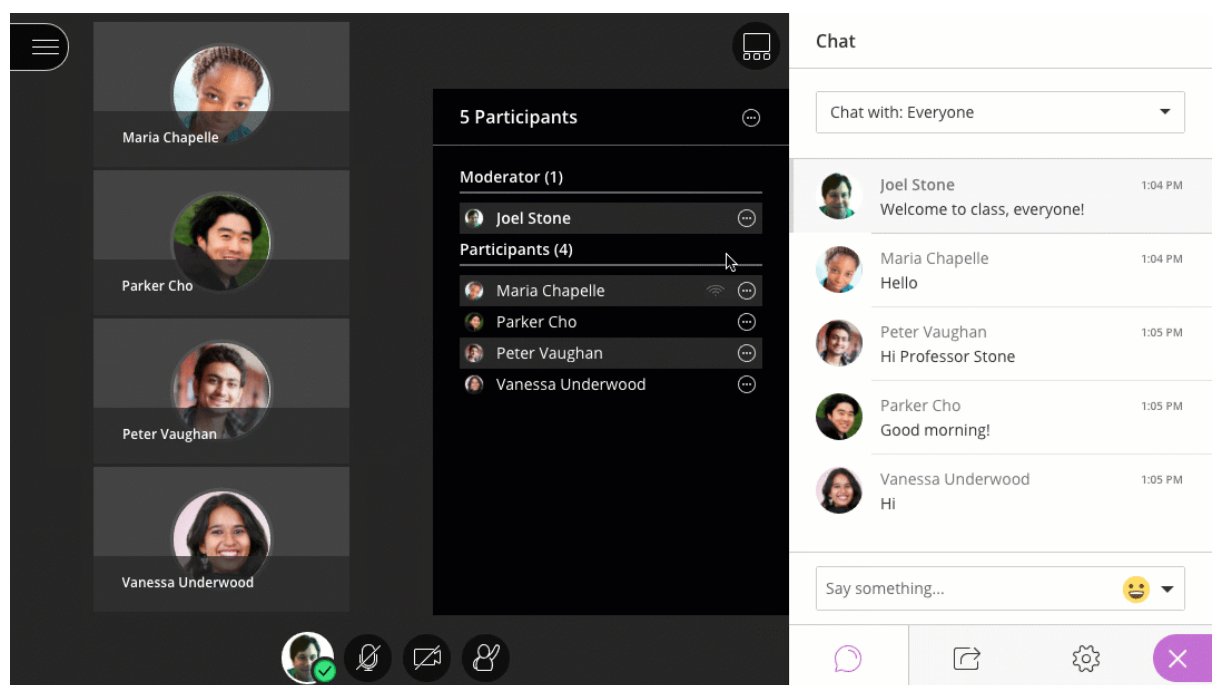 Maria Chapelle
Parker Cho
Peter Vaughan
Vanessa Underwood
5 Participants
Moderator (1)
Joel Stone
Participants (4)
Maria Chapelle
Parker Cho
Peter Vaughan
Vanessa Underwood
Chat
Chat with: Everyone
Joel Stone 1:04 PM
Welcome to class, everyone!
Maria Chapelle 1:04 PM
Hello
Peter Vaughan 1:05 PM
Hi Professor Stone
Parker Cho 1:05 PM
Good morning!
Vanessa Underwood 1:05 PM
Hi
Say something...